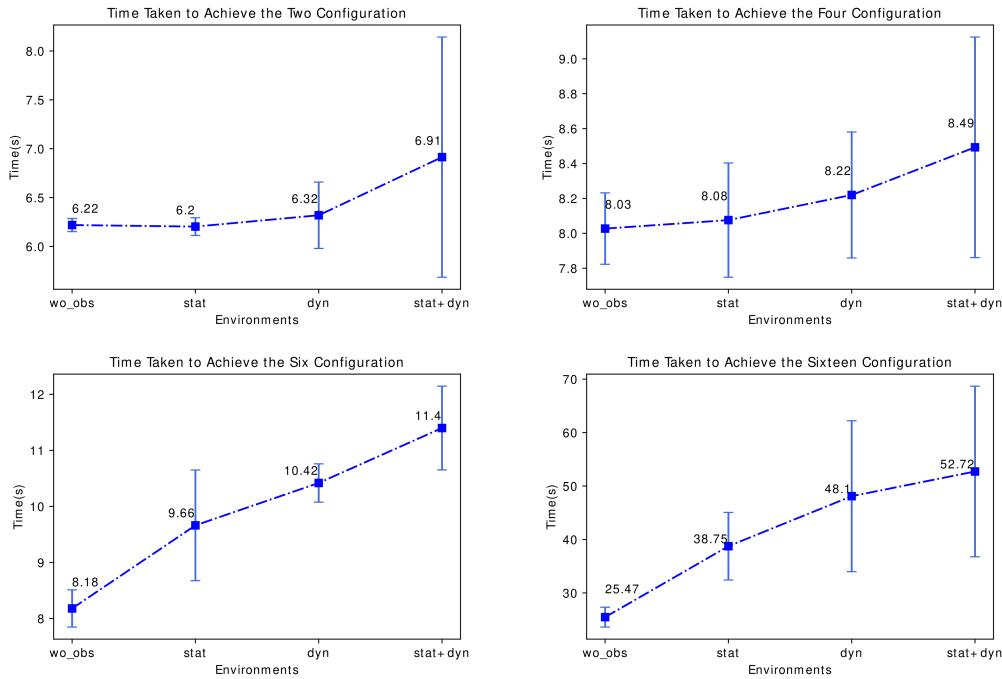 Time Taken to Achieve the Two Configuration
8.0
7.5
7.0
6.5
6.0
Time(s)
6.22
6.2
6.32
6.91
wo_obs
stat
dyn
stat+dyn
Environments
Time Taken to Achieve the Four Configuration
9.0
8.8
8.6
8.4
8.2
8.0
7.8
Time(s)
8.03
8.08
8.22
8.49
wo_obs
stat
dyn
stat+dyn
Environments
Time Taken to Achieve the Six Configuration
12
11
10
9
8
Time(s)
8.18
9.66
10.42
11.4
wo_obs
stat
dyn
stat+dyn
Environments
Time Taken to Achieve the Sixteen Configuration
70
60
50
40
30
Time(s)
25.47
38.75
48.1
52.72
wo_obs
stat
dyn
stat+dyn
Environments